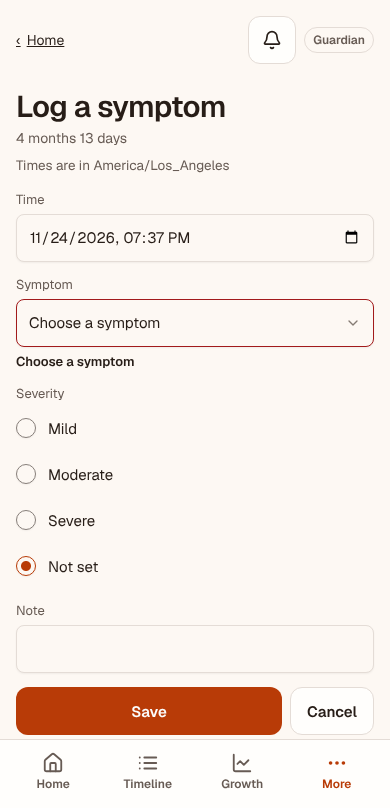 ‹ Home
Guardian
Log a symptom
4 months 13 days
Times are in America/Los_Angeles
Time
11/24/2026, 07:37 PM
Symptom
Choose a symptom
Choose a symptom
Severity
Mild
Moderate
Severe
Not set
Note
Save
Cancel
Home
Timeline
Growth
More